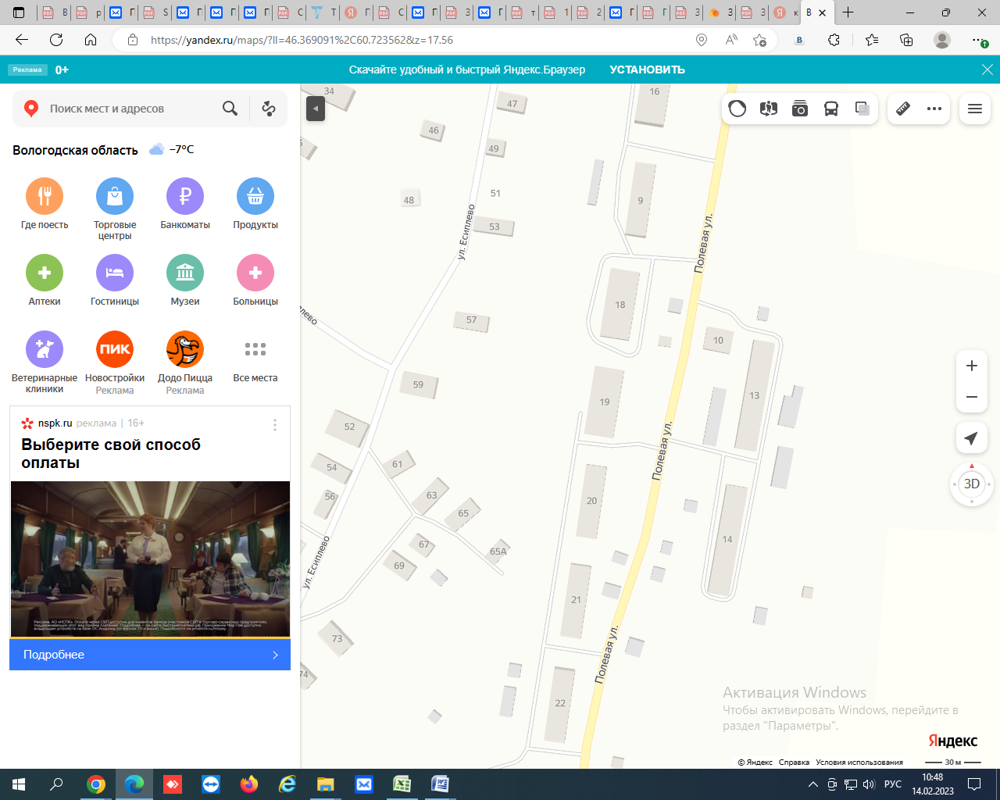 В
р
П
S
П
П
П
С
Т
П
С
П
З
П
т
1
2
П
П
З
З
З
к
В
https://yandex.ru/maps/?ll=46.369091%2C60.723562&z=17.56
Реклама
0+
Скачайте удобный и быстрый Яндекс.Браузер
УСТАНОВИТЬ
Поиск мест и адресов
Вологодская область
−7°C
Где поесть
Торговые
центры
Банкоматы
Продукты
Аптеки
Гостиницы
Музеи
Больницы
Ветеринарные
клиники
ПИК
Новостройки
Реклама
Додо Пицца
Реклама
Все места
nspk.ru реклама | 16+
Выберите свой способ
оплаты
Подробнее
34
47
16
46
49
51
48
53
9
ул. Есиплево
Полевая ул.
18
57
10
59
19
13
52
Полевая ул.
54
61
56
63
20
65
14
67
65А
69
ул. Есиплево
21
73
Полевая ул.
74
22
3D
Активация Windows
Чтобы активировать Windows, перейдите в
раздел "Параметры".
Яндекс
© Яндекс Справка Условия использования
30 м
РУС
10:48
14.02.2023